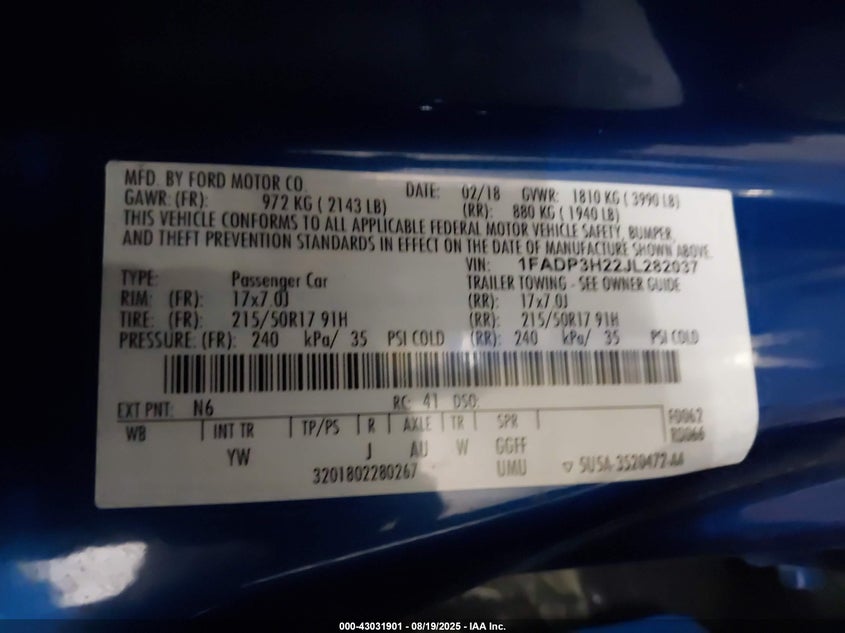 MFD. BY FORD MOTOR CO. DATE: 02/18 GVWR: 1810 KG ( 3990 LB)
GAWR: (FR): 972 KG ( 2143 LB) (RR): 880 KG ( 1940 LB)
THIS VEHICLE CONFORMS TO ALL APPLICABLE FEDERAL MOTOR VEHICLE SAFETY, BUMPER,
AND THEFT PREVENTION STANDARDS IN EFFECT ON THE DATE OF MANUFACTURE SHOWN ABOVE.
VIN: 1FADP3H22JL282037
TYPE: Passenger Car TRAILER TOWING - SEE OWNER GUIDE
RIM: (FR): 17x7.0J (RR): 17x7.0J
TIRE: (FR): 215/50R17 91H (RR): 215/50R17 91H
PRESSURE: (FR): 240 kPa/ 35 PSI COLD (RR): 240 kPa/ 35 PSI COLD
EXT PNT: N6 RC: 41 DSO: F0062
WB INT TR TP/PS R AXLE TR SPR R0066
YW J AU W GGFF
3201802280267 UMU 5U5A-3520472-AA
000-43031901 - 08/19/2025 - IAA Inc.